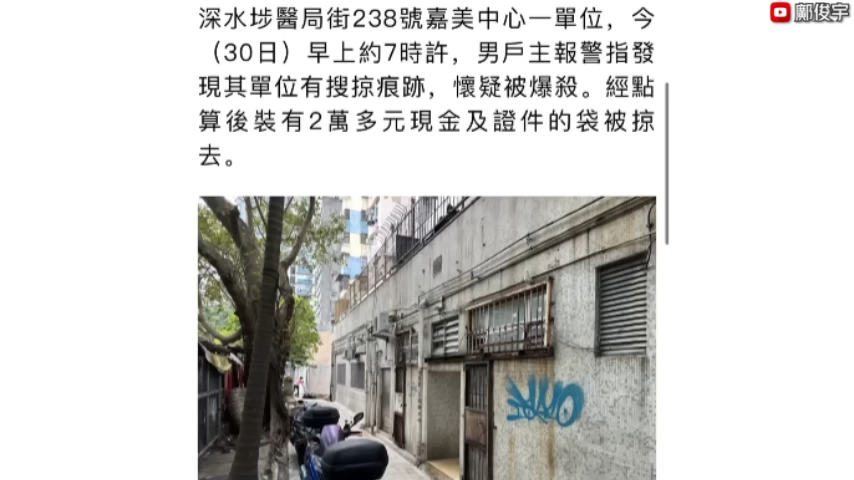 鄺俊宇
深水埗醫局街238號嘉美中心一單位，今
（30日）早上約7時許，男戶主報警指發
現其單位有搜掠痕跡，懷疑被爆殺。經點
算後裝有2萬多元現金及證件的袋被掠
去。